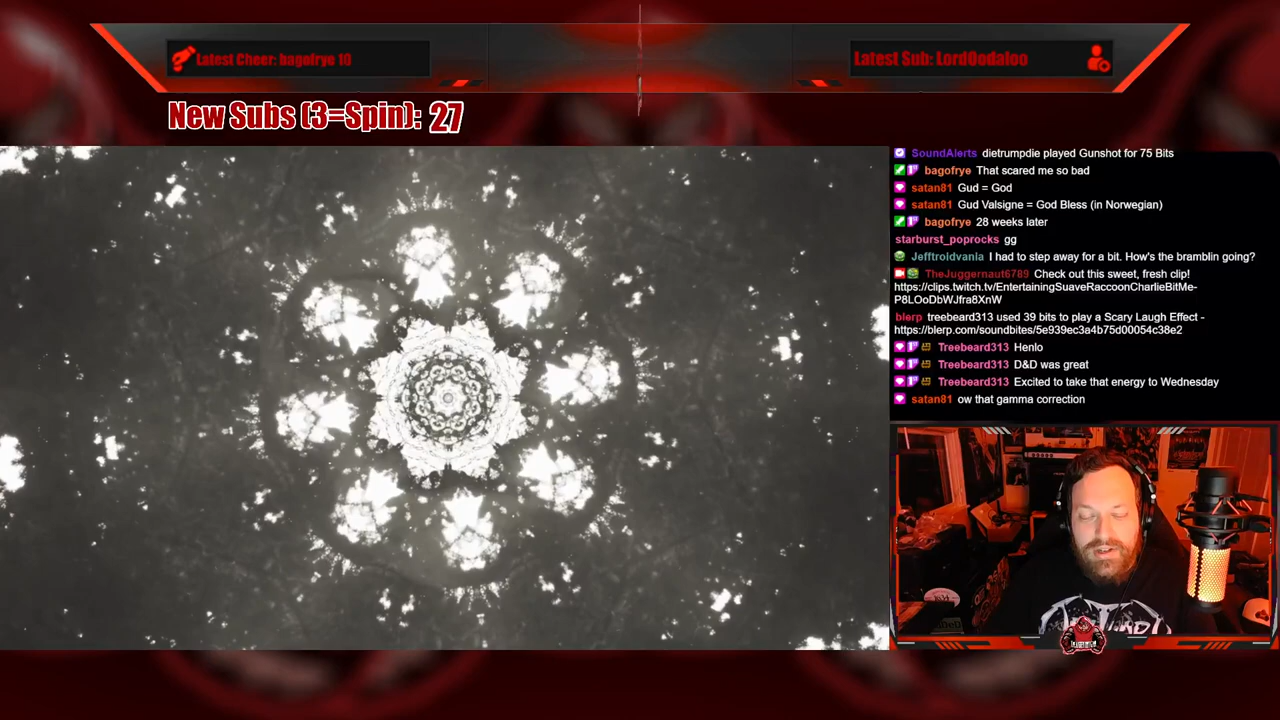 Latest Cheer: bagofrye 10
Latest Sub: LordOodaloo
New Subs (3=Spin): 27
SoundAlerts dietrumpdie played Gunshot for 75 Bits
bagofrye That scared me so bad
satan81 Gud = God
satan81 Gud Valsigne = God Bless (in Norwegian)
bagofrye 28 weeks later
starburst_poprocks gg
Jefftroidvania I had to step away for a bit. How's the bramblin going?
TheJuggernaut6789 Check out this sweet, fresh clip!
https://clips.twitch.tv/EntertainingSuaveRaccoonCharlieBitMe-
P8LOoDbWJfra8XnW
blerp treebeard313 used 39 bits to play a Scary Laugh Effect -
https://blerp.com/soundbites/5e939ec3a4b75d00054c38e2
Treebeard313 Henlo
Treebeard313 D&D was great
Treebeard313 Excited to take that energy to Wednesday
satan81 ow that gamma correction